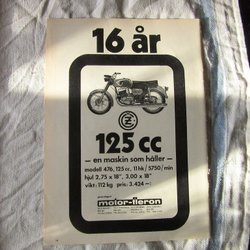 16 år
CZ
125 cc
— en maskin som håller —
modell 476, 125 cc, 11 hk / 5750 / min
hjul 2,75 x 18", 3,00 x 18"
vikt: 112 kg pris: 3.424 —:
motor-fleron